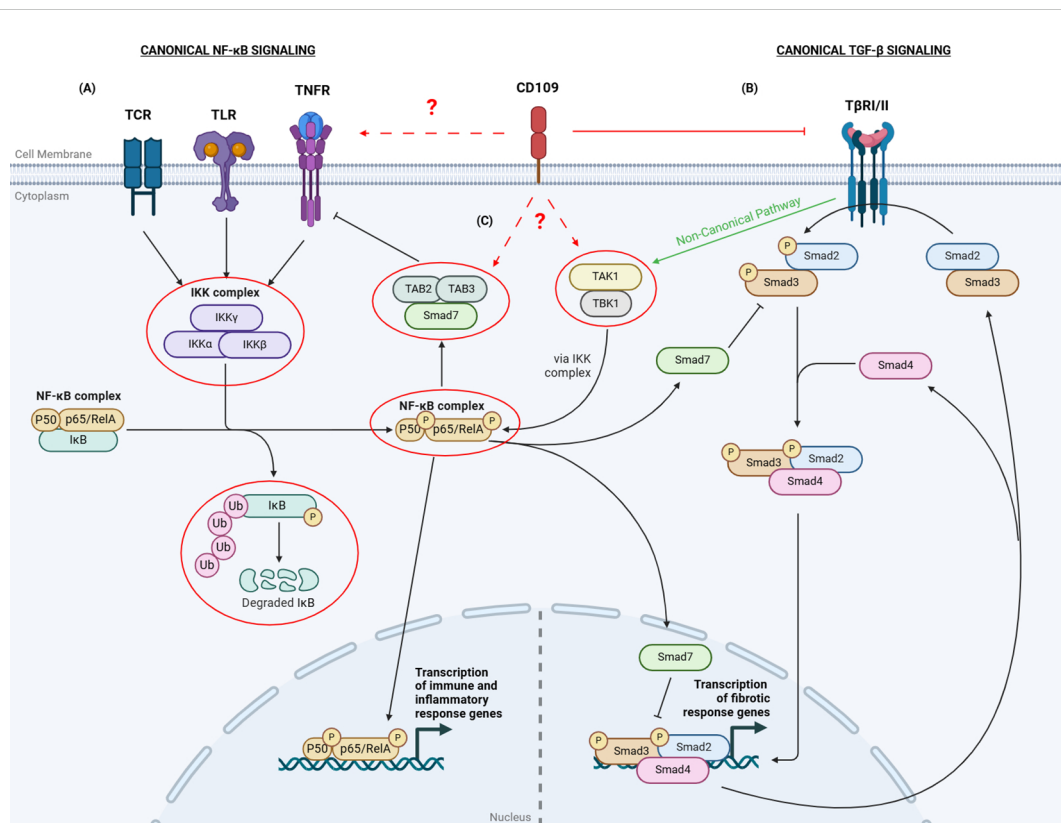 CANONICAL NF-κB SIGNALING
CANONICAL TGF-β SIGNALING
(A)
TCR
TLR
TNFR
?
CD109
(B)
TβRI/II
Cell Membrane
Cytoplasm
(C)
?
Non-Canonical Pathway
P
Smad2
P
Smad3
Smad2
Smad3
IKK complex
IKKγ
IKKα
IKKβ
TAB2
TAB3
Smad7
TAK1
TBK1
via IKK
complex
Smad7
Smad4
NF-κB complex
P50
p65/RelA
IκB
NF-κB complex
P
P
P50
p65/RelA
P
P
Smad3
Smad2
Smad4
Ub
IκB
P
Ub
Ub
Ub
Degraded IκB
Smad7
Transcription
of immune and
inflammatory
response genes
Transcription
of fibrotic
response genes
P
P
P50
p65/RelA
P
P
Smad3
Smad2
Smad4
Nucleus